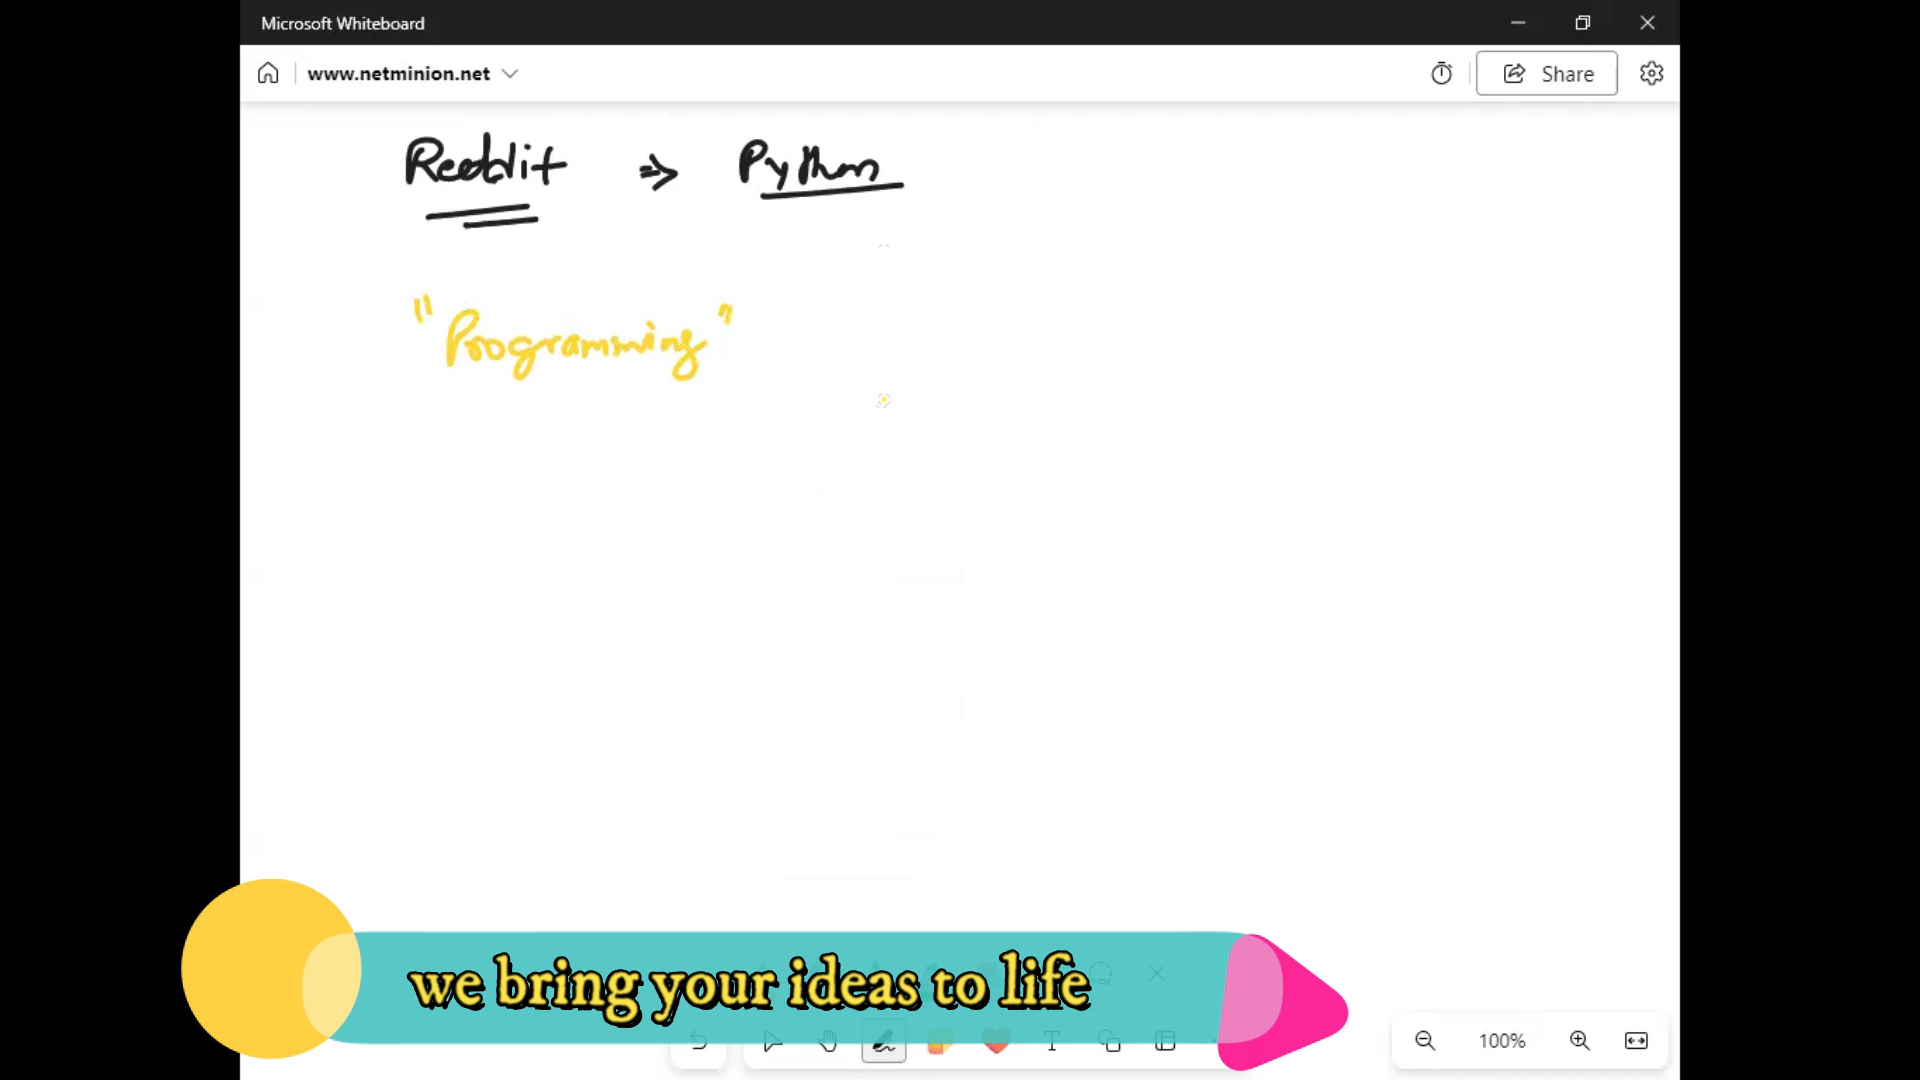 Microsoft Whiteboard
www.netminion.net
Share
Reddit ⇒ Python
"Programming"
we bring your ideas to life
100%